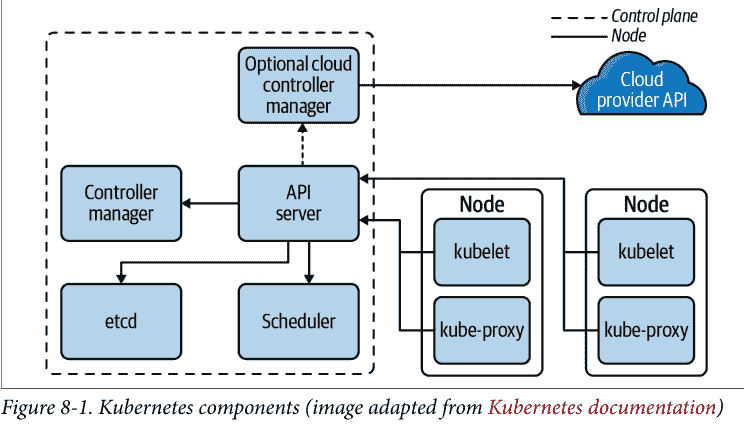 Control plane
Node
Optional cloud
controller
manager
Cloud
provider API
Controller
manager
API
server
Node
Node
kubelet
kubelet
etcd
Scheduler
kube-proxy
kube-proxy
Figure 8-1. Kubernetes components (image adapted from Kubernetes documentation)